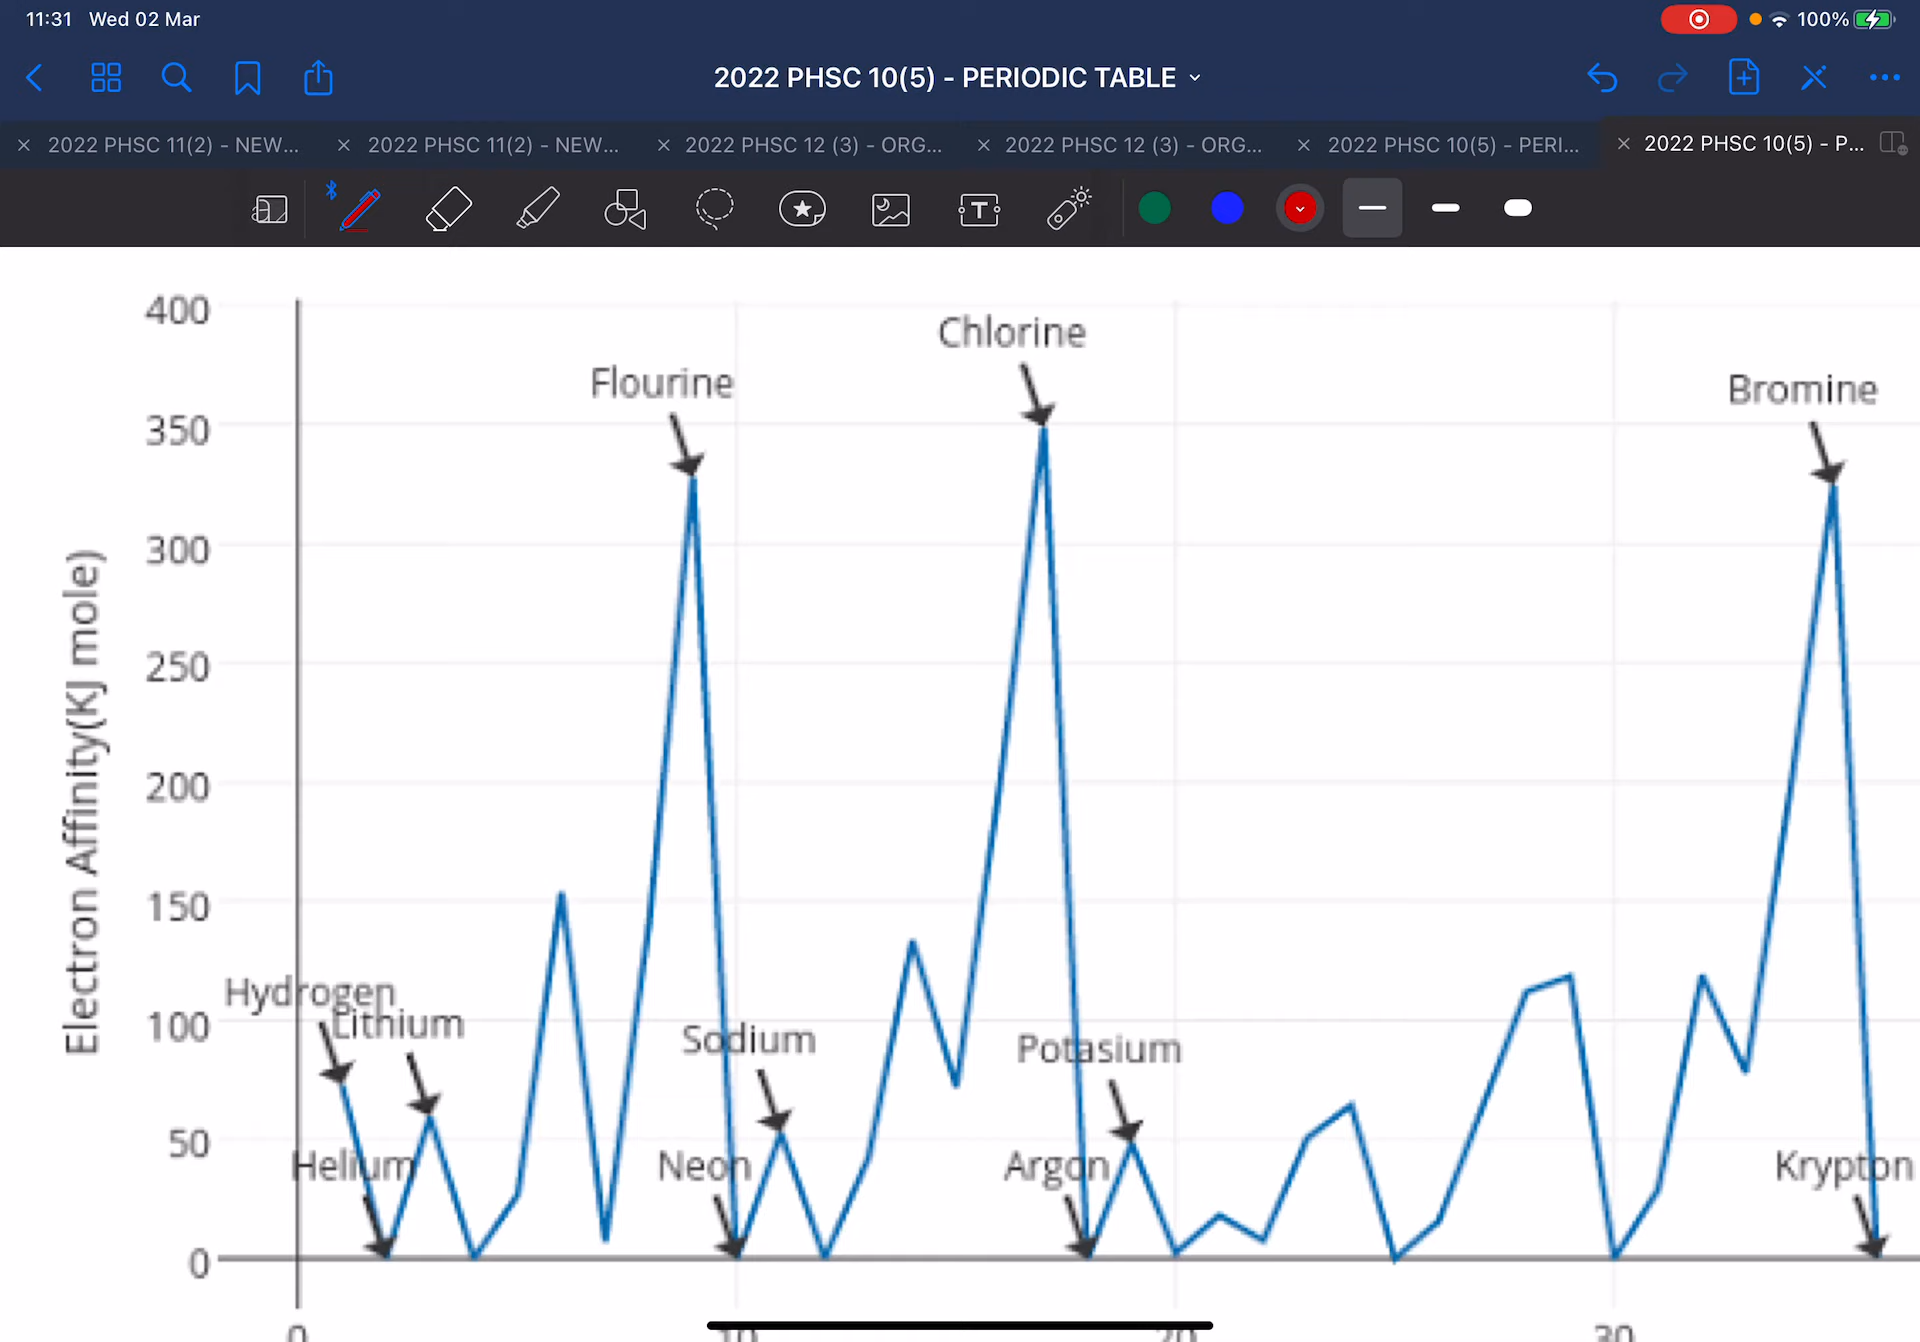 11:31 Wed 02 Mar
100%
2022 PHSC 10(5) - PERIODIC TABLE
2022 PHSC 11(2) - NEW...
2022 PHSC 11(2) - NEW...
2022 PHSC 12 (3) - ORG...
2022 PHSC 12 (3) - ORG...
2022 PHSC 10(5) - PERI...
2022 PHSC 10(5) - P...
T
Electron Affinity(KJ mole)
400
350
300
250
200
150
100
50
0
Chlorine
Flourine
Bromine
Hydrogen
Lithium
Sodium
Potasium
Helium
Neon
Argon
Krypton
0
10
20
30